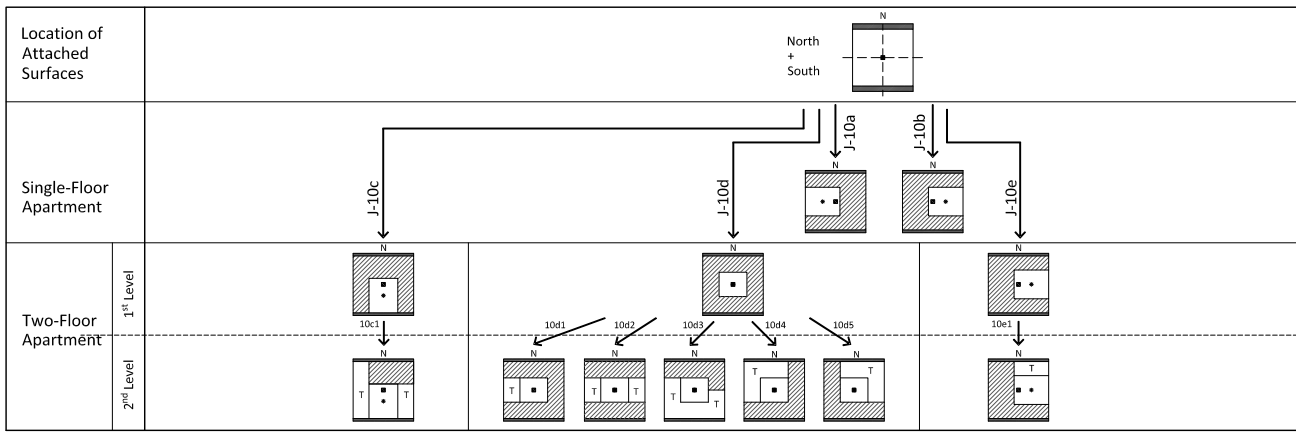 Location of
Attached
Surfaces
North
+
South
N
Single-Floor
Apartment
J-10c
J-10d
J-10a
J-10b
J-10e
N
N
Two-Floor
Apartment
1st Level
N
N
N
10c1
10d1
10d2
10d3
10d4
10d5
10e1
2nd Level
N
N
N
N
N
N
N
T
T
T
T
T
T
T
T
T
T